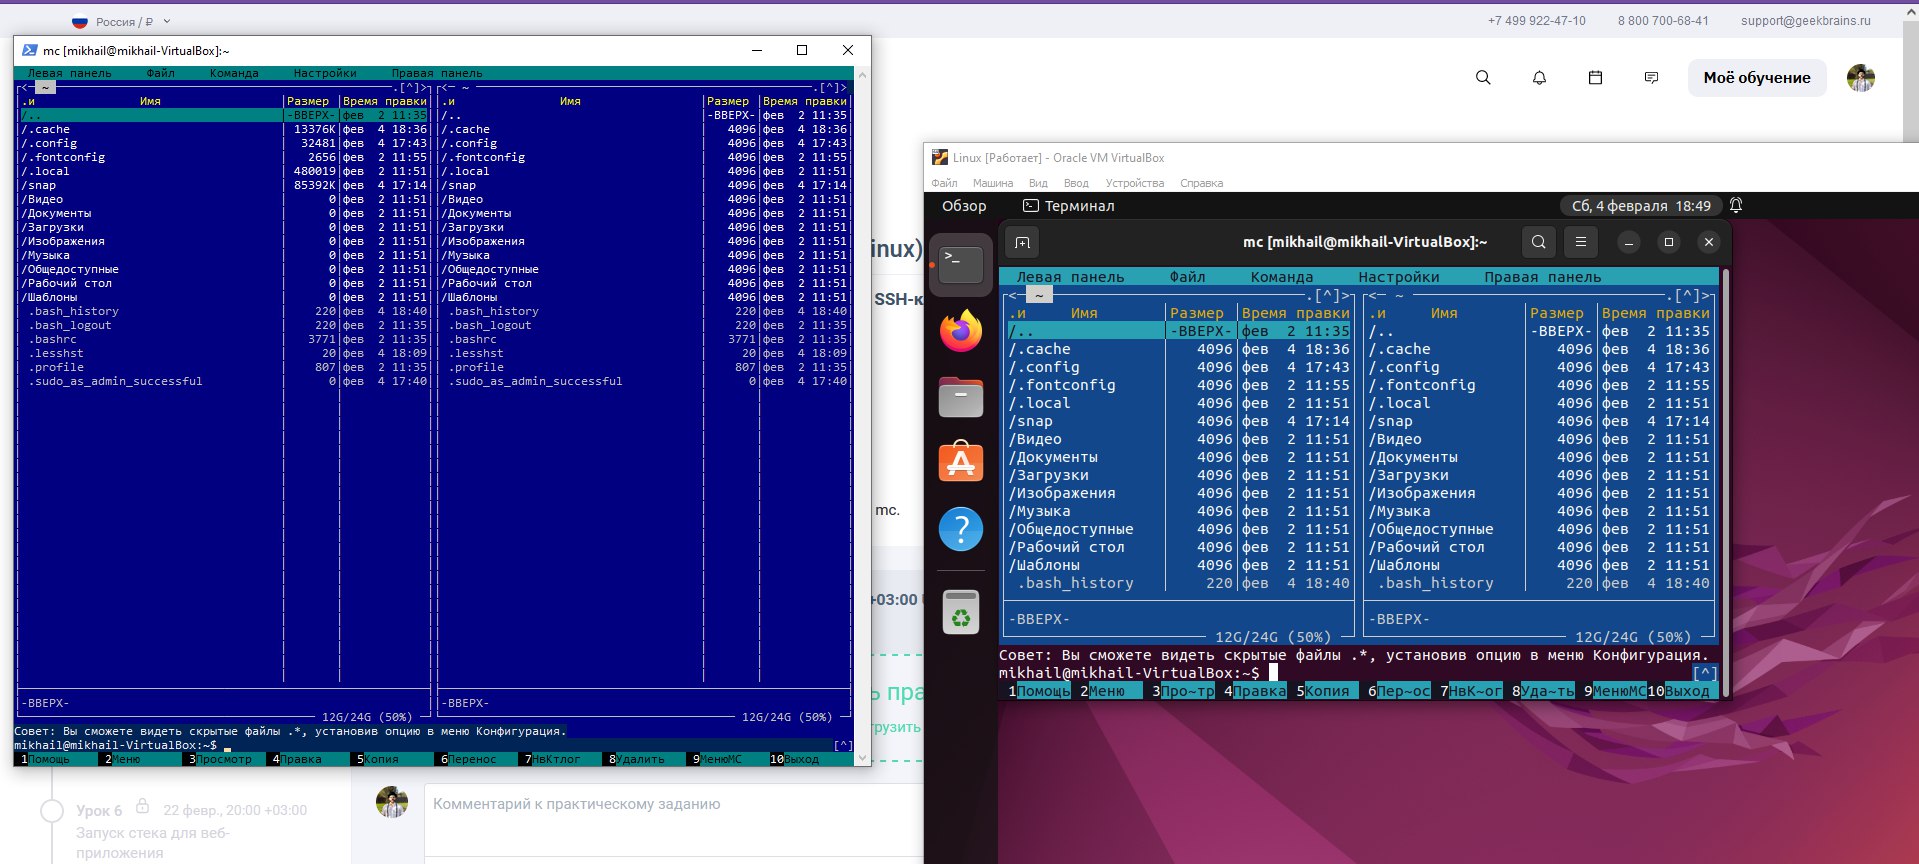 Россия / ₽
+7 499 922-47-10 8 800 700-68-41 support@geekbrains.ru
Моё обучение
mc [mikhail@mikhail-VirtualBox]:~
Левая панель Файл Команда Настройки Правая панель
<─ ~ .[^]> <─ ~ .[^]>
.и Имя Размер Время правки .и Имя Размер Время правки
/.. -ВВЕРХ- фев 2 11:35 /.. -ВВЕРХ- фев 2 11:35
/.cache 13376K фев 4 18:36 /.cache 4096 фев 4 18:36
/.config 32481 фев 4 17:43 /.config 4096 фев 4 17:43
/.fontconfig 2656 фев 2 11:55 /.fontconfig 4096 фев 2 11:55
/.local 480019 фев 2 11:51 /.local 4096 фев 2 11:51
/snap 85392K фев 4 17:14 /snap 4096 фев 4 17:14
/Видео 0 фев 2 11:51 /Видео 4096 фев 2 11:51
/Документы 0 фев 2 11:51 /Документы 4096 фев 2 11:51
/Загрузки 0 фев 2 11:51 /Загрузки 4096 фев 2 11:51
/Изображения 0 фев 2 11:51 /Изображения 4096 фев 2 11:51
/Музыка 0 фев 2 11:51 /Музыка 4096 фев 2 11:51
/Общедоступные 0 фев 2 11:51 /Общедоступные 4096 фев 2 11:51
/Рабочий стол 0 фев 2 11:51 /Рабочий стол 4096 фев 2 11:51
/Шаблоны 0 фев 2 11:51 /Шаблоны 4096 фев 2 11:51
.bash_history 220 фев 4 18:40 .bash_history 220 фев 4 18:40
.bash_logout 220 фев 2 11:35 .bash_logout 220 фев 2 11:35
.bashrc 3771 фев 2 11:35 .bashrc 3771 фев 2 11:35
.lesshst 20 фев 4 18:09 .lesshst 20 фев 4 18:09
.profile 807 фев 2 11:35 .profile 807 фев 2 11:35
.sudo_as_admin_successful 0 фев 4 17:40 .sudo_as_admin_successful 0 фев 4 17:40
-ВВЕРХ- -ВВЕРХ-
12G/24G (50%) 12G/24G (50%)
Совет: Вы сможете видеть скрытые файлы .*, установив опцию в меню Конфигурация.
mikhail@mikhail-VirtualBox:~$ [^]
1Помощь 2Меню 3Просмотр 4Правка 5Копия 6Перенос 7НвКтлог 8Удалить 9МенюMC 10Выход
inux)
SSH-к
mc.
+03:00
ь пра
грузить
Linux [Работает] - Oracle VM VirtualBox
Файл Машина Вид Ввод Устройства Справка
Обзор Терминал Сб, 4 февраля 18:49
mc [mikhail@mikhail-VirtualBox]:~
Левая панель Файл Команда Настройки Правая панель
<─ ~ .[^]> <─ ~ .[^]>
.и Имя Размер Время правки .и Имя Размер Время правки
/.. -ВВЕРХ- фев 2 11:35 /.. -ВВЕРХ- фев 2 11:35
/.cache 4096 фев 4 18:36 /.cache 4096 фев 4 18:36
/.config 4096 фев 4 17:43 /.config 4096 фев 4 17:43
/.fontconfig 4096 фев 2 11:55 /.fontconfig 4096 фев 2 11:55
/.local 4096 фев 2 11:51 /.local 4096 фев 2 11:51
/snap 4096 фев 4 17:14 /snap 4096 фев 4 17:14
/Видео 4096 фев 2 11:51 /Видео 4096 фев 2 11:51
/Документы 4096 фев 2 11:51 /Документы 4096 фев 2 11:51
/Загрузки 4096 фев 2 11:51 /Загрузки 4096 фев 2 11:51
/Изображения 4096 фев 2 11:51 /Изображения 4096 фев 2 11:51
/Музыка 4096 фев 2 11:51 /Музыка 4096 фев 2 11:51
/Общедоступные 4096 фев 2 11:51 /Общедоступные 4096 фев 2 11:51
/Рабочий стол 4096 фев 2 11:51 /Рабочий стол 4096 фев 2 11:51
/Шаблоны 4096 фев 2 11:51 /Шаблоны 4096 фев 2 11:51
.bash_history 220 фев 4 18:40 .bash_history 220 фев 4 18:40
-ВВЕРХ- -ВВЕРХ-
12G/24G (50%) 12G/24G (50%)
Совет: Вы сможете видеть скрытые файлы .*, установив опцию в меню Конфигурация.
mikhail@mikhail-VirtualBox:~$ [^]
1Помощь 2Меню 3Про~тр 4Правка 5Копия 6Пер~ос 7НвК~ог 8Уда~ть 9МенюMC 10Выход
Урок 6 22 февр., 20:00 +03:00
Запуск стека для веб-
приложения
Комментарий к практическому заданию